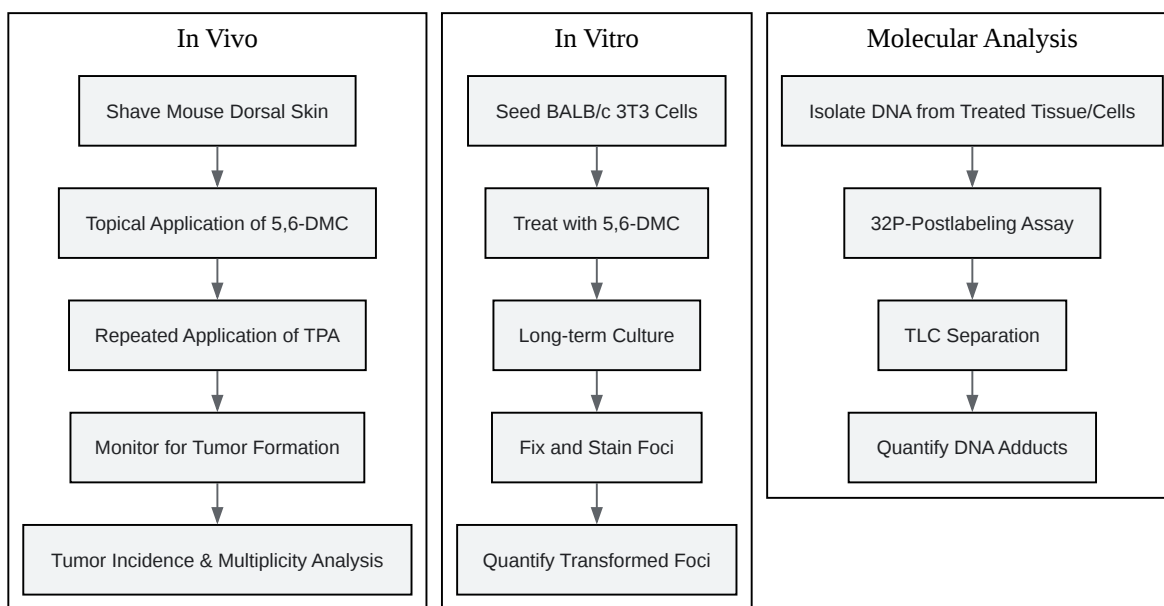 In Vivo
Shave Mouse Dorsal Skin
Topical Application of 5,6-DMC
Repeated Application of TPA
Monitor for Tumor Formation
Tumor Incidence & Multiplicity Analysis
In Vitro
Seed BALB/c 3T3 Cells
Treat with 5,6-DMC
Long-term Culture
Fix and Stain Foci
Quantify Transformed Foci
Molecular Analysis
Isolate DNA from Treated Tissue/Cells
32P-Postlabeling Assay
TLC Separation
Quantify DNA Adducts